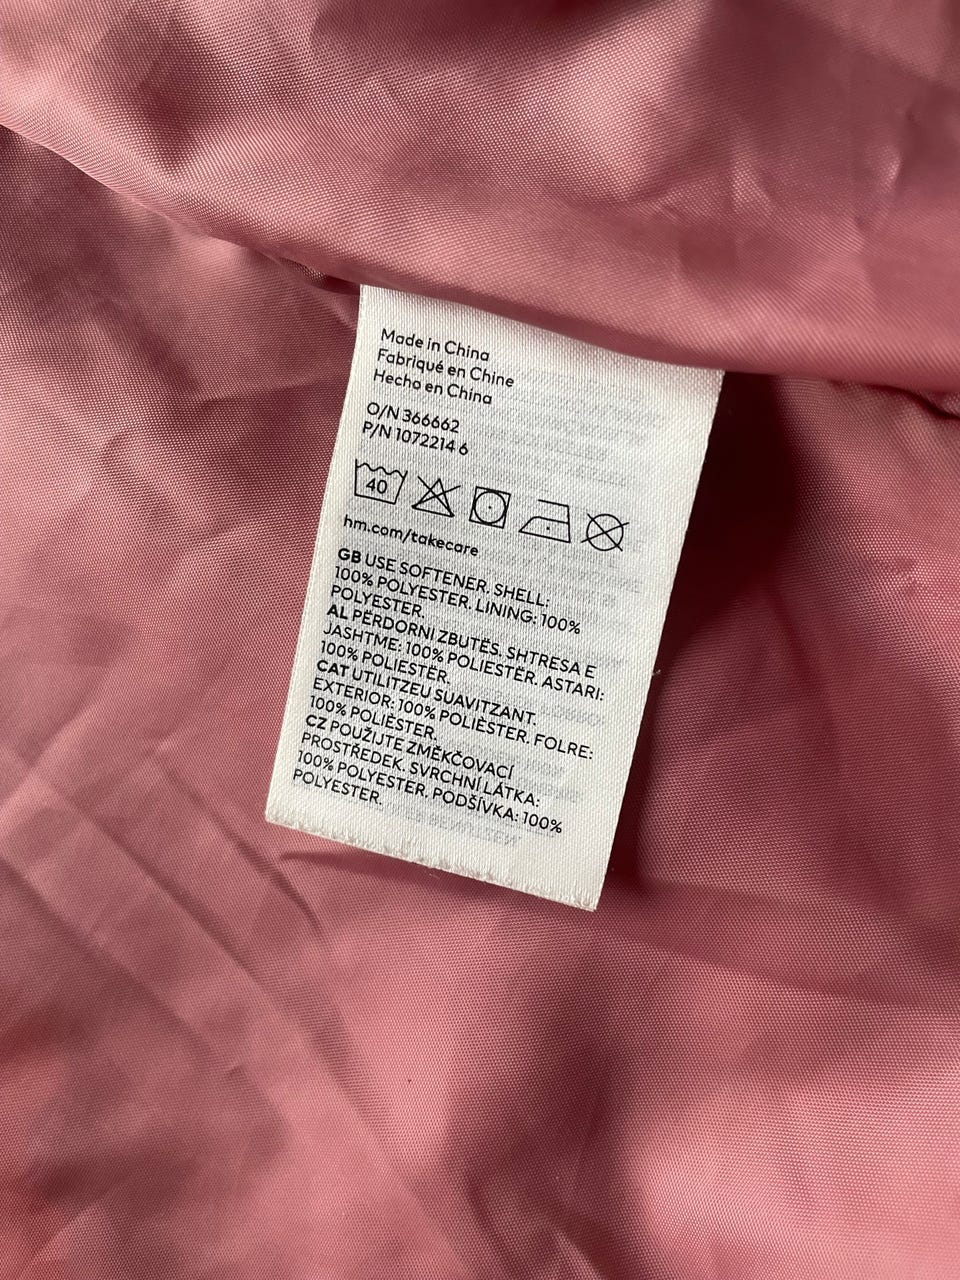 Made in China
Fabriqué en Chine
Hecho en China
O/N 366662
P/N 1072214 6
40
hm.com/takecare
GB USE SOFTENER. SHELL:
100% POLYESTER. LINING: 100%
POLYESTER.
AL PËRDORNI ZBUTËS. SHTRESA E
JASHTME: 100% POLIESTËR. ASTARI:
100% POLIESTËR.
CAT UTILITZEU SUAVITZANT.
EXTERIOR: 100% POLIÈSTER. FOLRE:
100% POLIÈSTER.
CZ POUŽIJTE ZMĚKČOVACÍ
PROSTŘEDEK. SVRCHNÍ LÁTKA:
100% POLYESTER. PODŠÍVKA: 100%
POLYESTER.